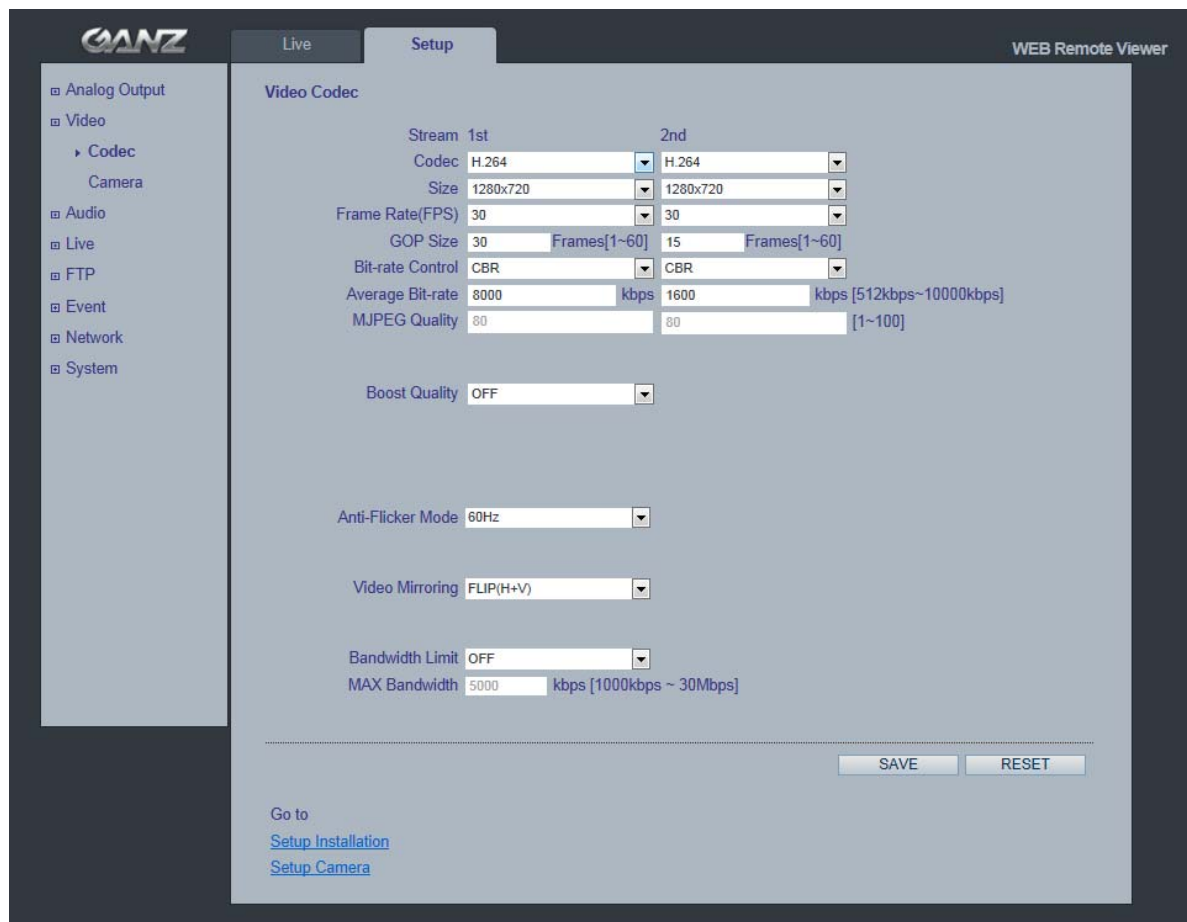 GANZ
Live
Setup
WEB Remote Viewer
Analog Output
Video
Codec
Camera
Audio
Live
FTP
Event
Network
System
Video Codec
Stream 1st 2nd
Codec H.264 H.264
Size 1280x720 1280x720
Frame Rate(FPS) 30 30
GOP Size 30 Frames[1~60] 15 Frames[1~60]
Bit-rate Control CBR CBR
Average Bit-rate 8000 kbps 1600 kbps [512kbps~10000kbps]
MJPEG Quality 80 80 [1~100]
Boost Quality OFF
Anti-Flicker Mode 60Hz
Video Mirroring FLIP(H+V)
Bandwidth Limit OFF
MAX Bandwidth 5000 kbps [1000kbps ~ 30Mbps]
SAVE RESET
Go to
Setup Installation
Setup Camera